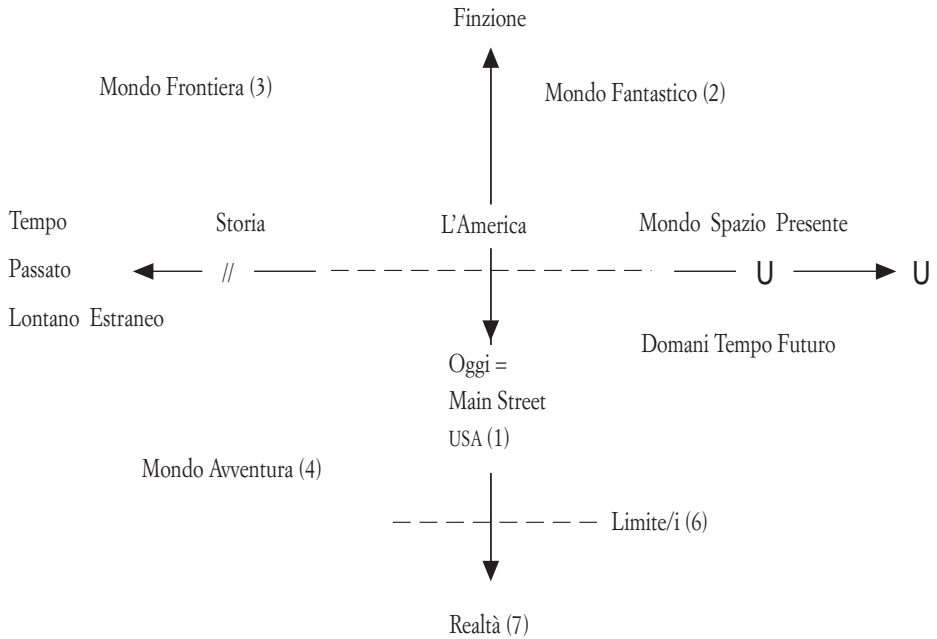 Finzione
Mondo Frontiera (3)
Mondo Fantastico (2)
Tempo
Storia
L'America
Mondo Spazio Presente
Passato
//
U
U
Lontano Estraneo
Domani Tempo Futuro
Oggi =
Main Street
USA (1)
Mondo Avventura (4)
Limite/i (6)
Realtà (7)